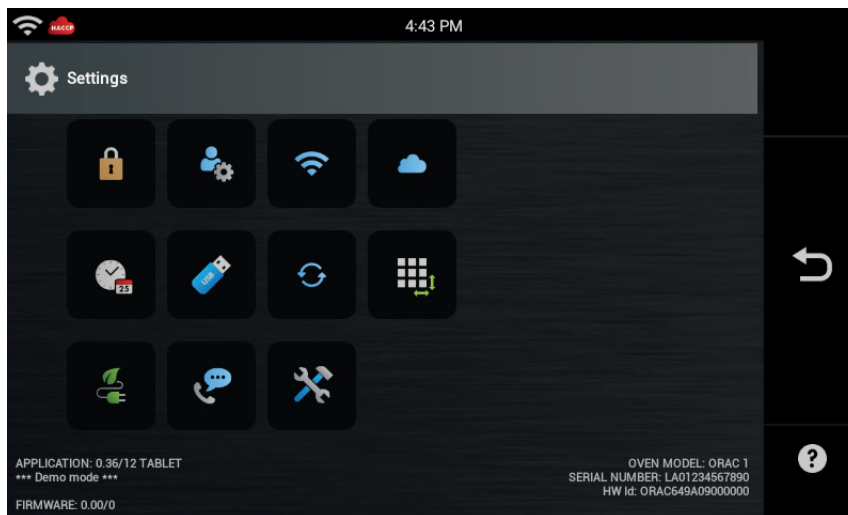 HACCP
4:43 PM
Settings
25
USB
APPLICATION: 0.36/12 TABLET
*** Demo mode ***
FIRMWARE: 0.00/0
OVEN MODEL: ORAC 1
SERIAL NUMBER: LA01234567890
HW Id: ORAC649A09000000
?